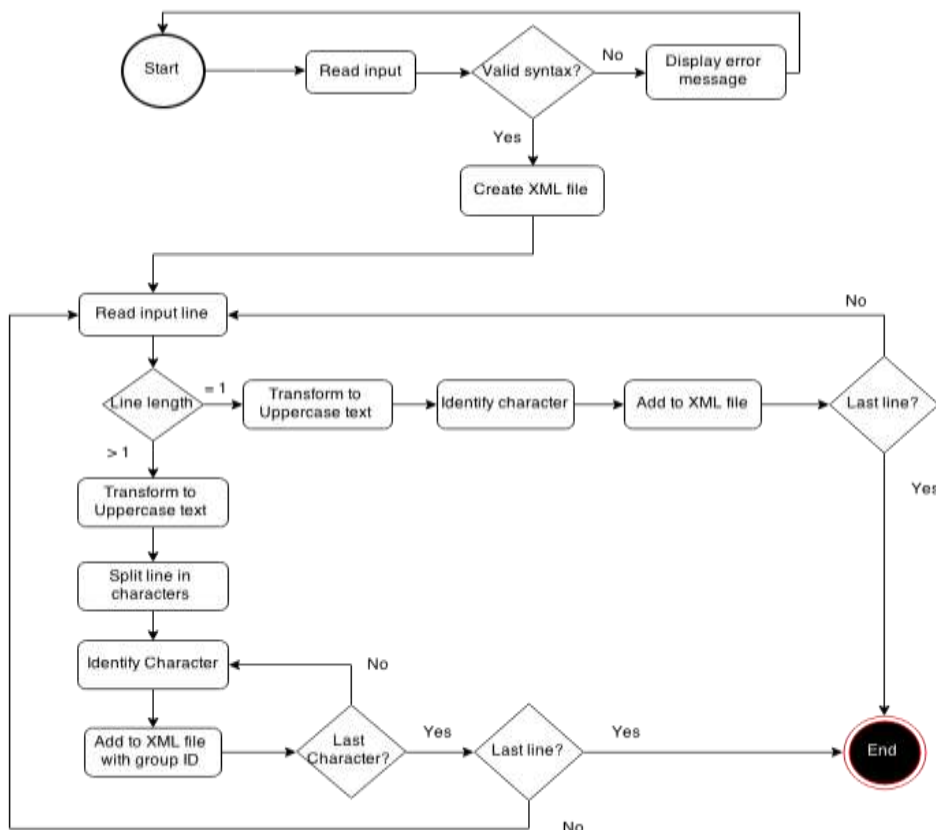 Start
Read input
Valid syntax?
No
Display error
message
Yes
Create XML file
Read input line
No
Line length
= 1
Transform to
Uppercase text
Identify character
Add to XML file
Last line?
> 1
Yes
Transform to
Uppercase text
Split line in
characters
Identify Character
No
Add to XML file
with group ID
Last
Character?
Yes
Last line?
Yes
End
No